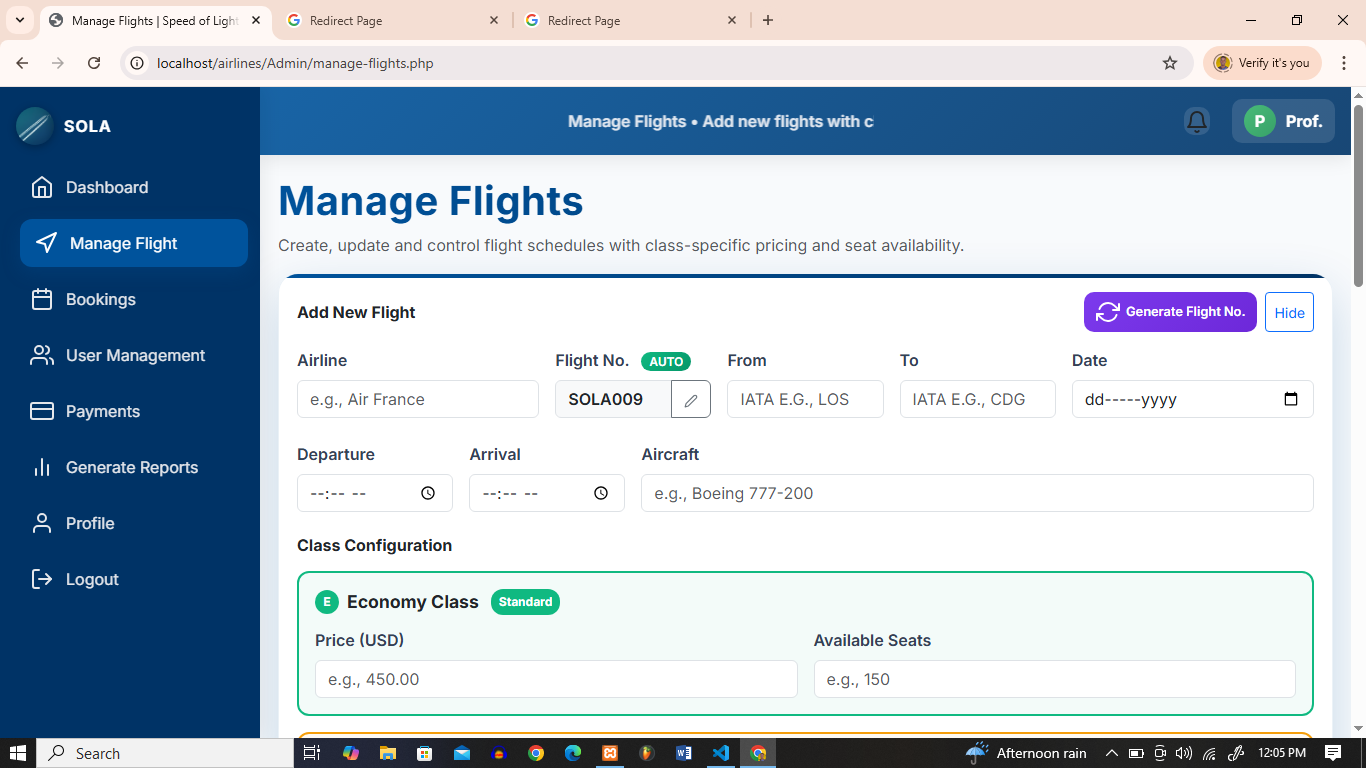 Manage Flights | Speed of Light
Redirect Page
Redirect Page
localhost/airlines/Admin/manage-flights.php
Verify it's you
SOLA
Manage Flights • Add new flights with c
P
Prof.
Dashboard
Manage Flight
Bookings
User Management
Payments
Generate Reports
Profile
Logout
Manage Flights
Create, update and control flight schedules with class-specific pricing and seat availability.
Add New Flight
Generate Flight No.
Hide
Airline
Flight No. AUTO
From
To
Date
e.g., Air France
SOLA009
IATA E.G., LOS
IATA E.G., CDG
dd-----yyyy
Departure
Arrival
Aircraft
--:-- --
--:-- --
e.g., Boeing 777-200
Class Configuration
E Economy Class Standard
Price (USD)
Available Seats
e.g., 450.00
e.g., 150
Search
Afternoon rain
12:05 PM